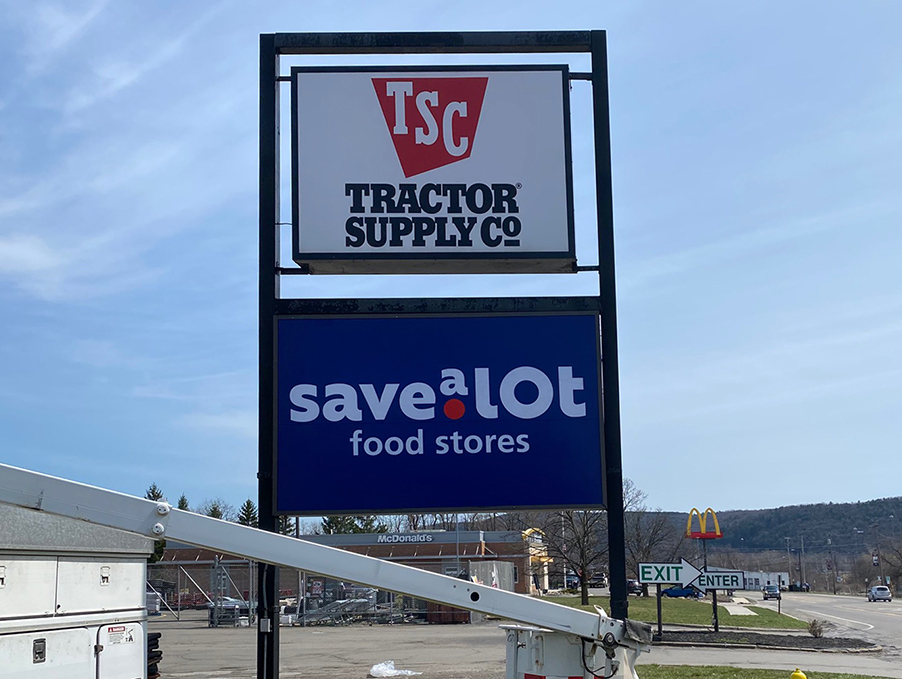 TSC
TRACTOR®
SUPPLY CO
save a lot
food stores
McDonald's
EXIT
ENTER